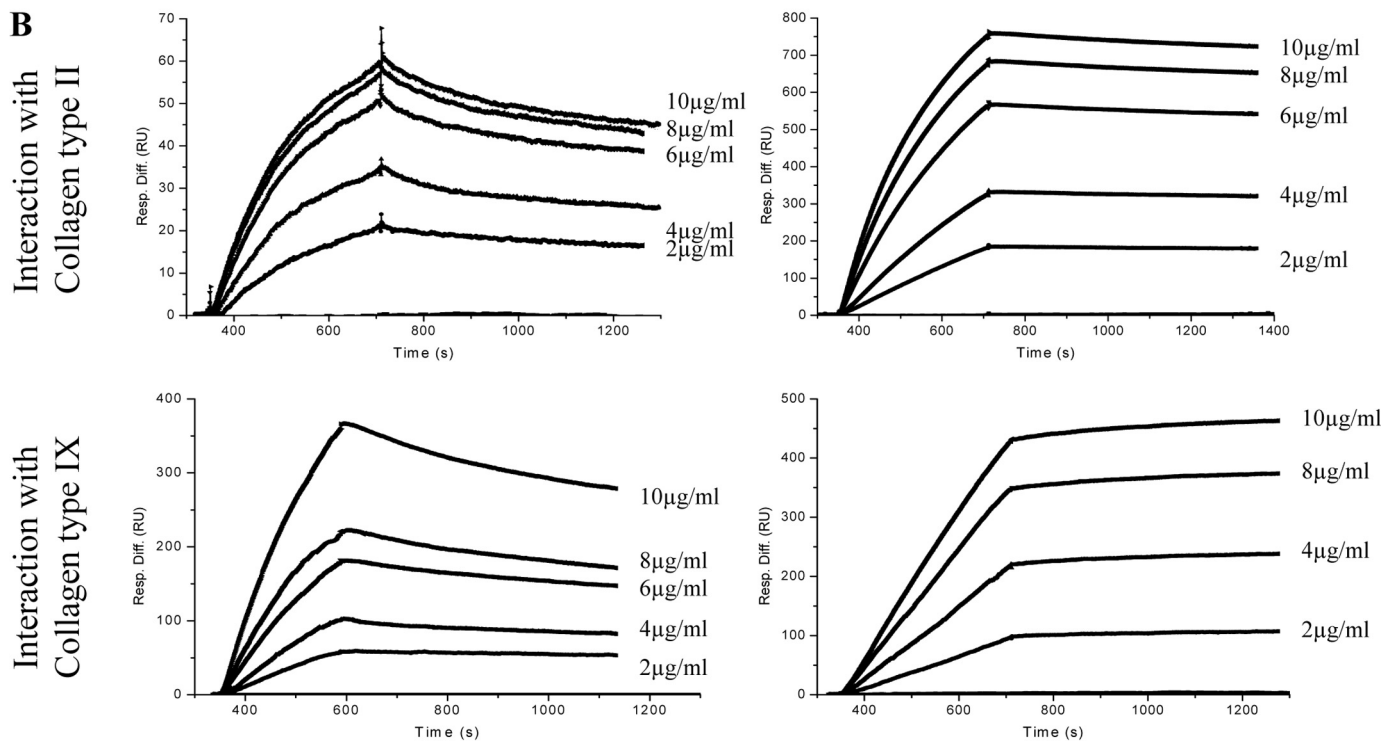 B
Interaction with
Collagen type II
Resp. Diff. (RU)
70
60
50
40
30
20
10
0
400
600
800
1000
1200
Time (s)
10µg/ml
8µg/ml
6µg/ml
4µg/ml
2µg/ml
Resp. Diff. (RU)
800
700
600
500
400
300
200
100
0
400
600
800
1000
1200
1400
Time (s)
10µg/ml
8µg/ml
6µg/ml
4µg/ml
2µg/ml
Interaction with
Collagen type IX
Resp. Diff. (RU)
400
300
200
100
0
400
600
800
1000
1200
Time (s)
10µg/ml
8µg/ml
6µg/ml
4µg/ml
2µg/ml
Resp. Diff. (RU)
500
400
300
200
100
0
400
600
800
1000
1200
Time (s)
10µg/ml
8µg/ml
4µg/ml
2µg/ml